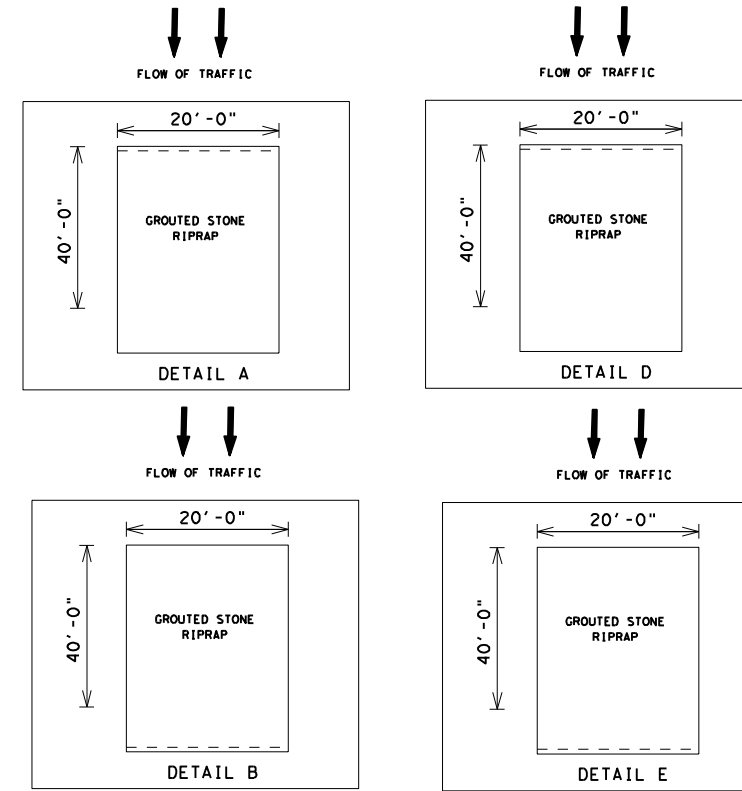 FLOW OF TRAFFIC
20'-0"
40'-0"
GROUTED STONE
RIPRAP
DETAIL A
FLOW OF TRAFFIC
20'-0"
40'-0"
GROUTED STONE
RIPRAP
DETAIL D
FLOW OF TRAFFIC
20'-0"
40'-0"
GROUTED STONE
RIPRAP
DETAIL B
FLOW OF TRAFFIC
20'-0"
40'-0"
GROUTED STONE
RIPRAP
DETAIL E